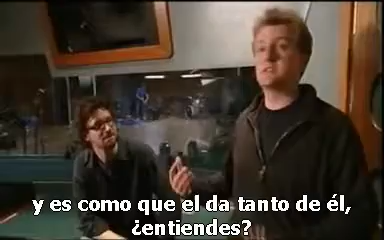 y es como que el da tanto de él,
¿entiendes?